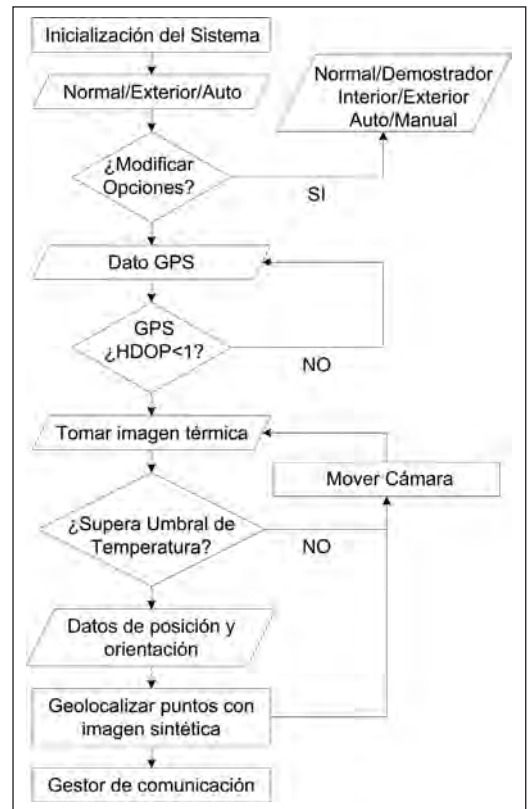 Inicialización del Sistema
Normal/Exterior/Auto
Normal/Demostrador
Interior/Exterior
Auto/Manual
¿Modificar
Opciones?
SÍ
Dato GPS
GPS
¿HDOP<1?
NO
Tomar imagen térmica
Mover Cámara
¿Supera Umbral de
Temperatura?
NO
Datos de posición y
orientación
Geolocalizar puntos con
imagen sintética
Gestor de comunicación